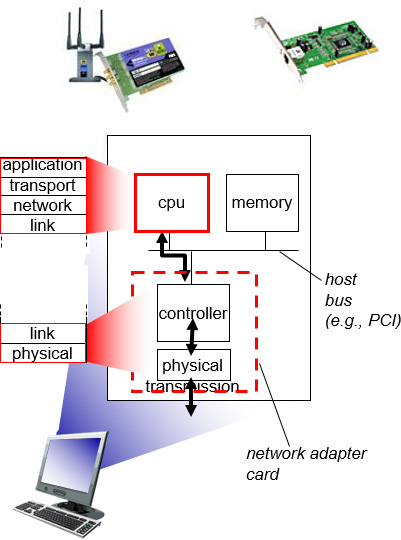 application
transport
network
link
cpu
memory
host
bus
(e.g., PCI)
controller
link
physical
physical
transmission
network adapter
card